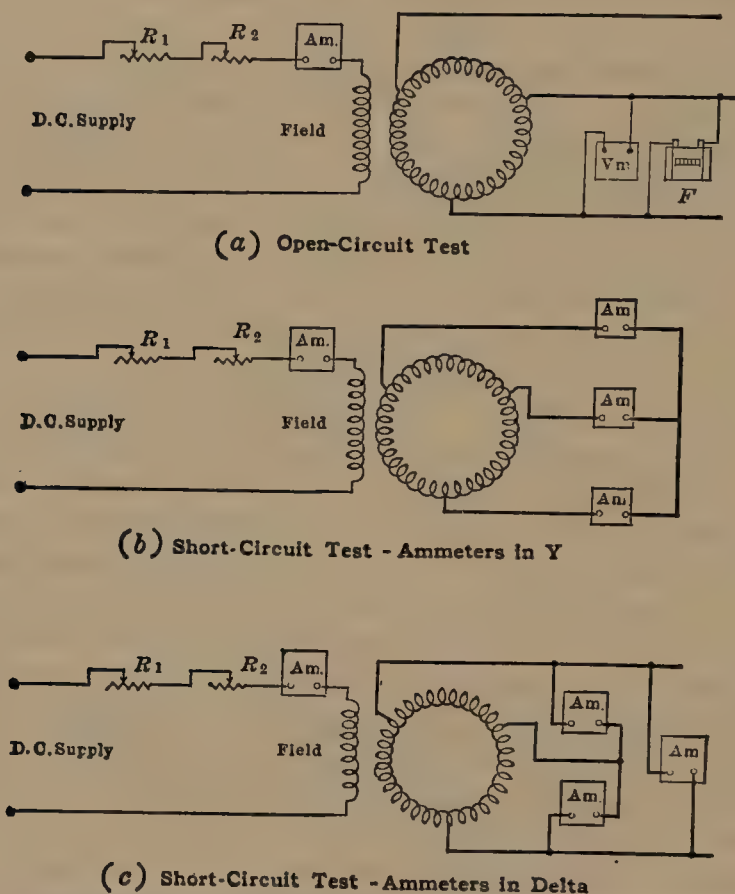 R1 R2 Am.
D.C. Supply Field Vm F
(a) Open-Circuit Test
R1 R2 Am. Am
D.C. Supply Field Am
Am
(b) Short-Circuit Test - Ammeters in Y
R1 R2 Am. Am.
D.C. Supply Field Am
Am.
(c) Short-Circuit Test - Ammeters in Delta